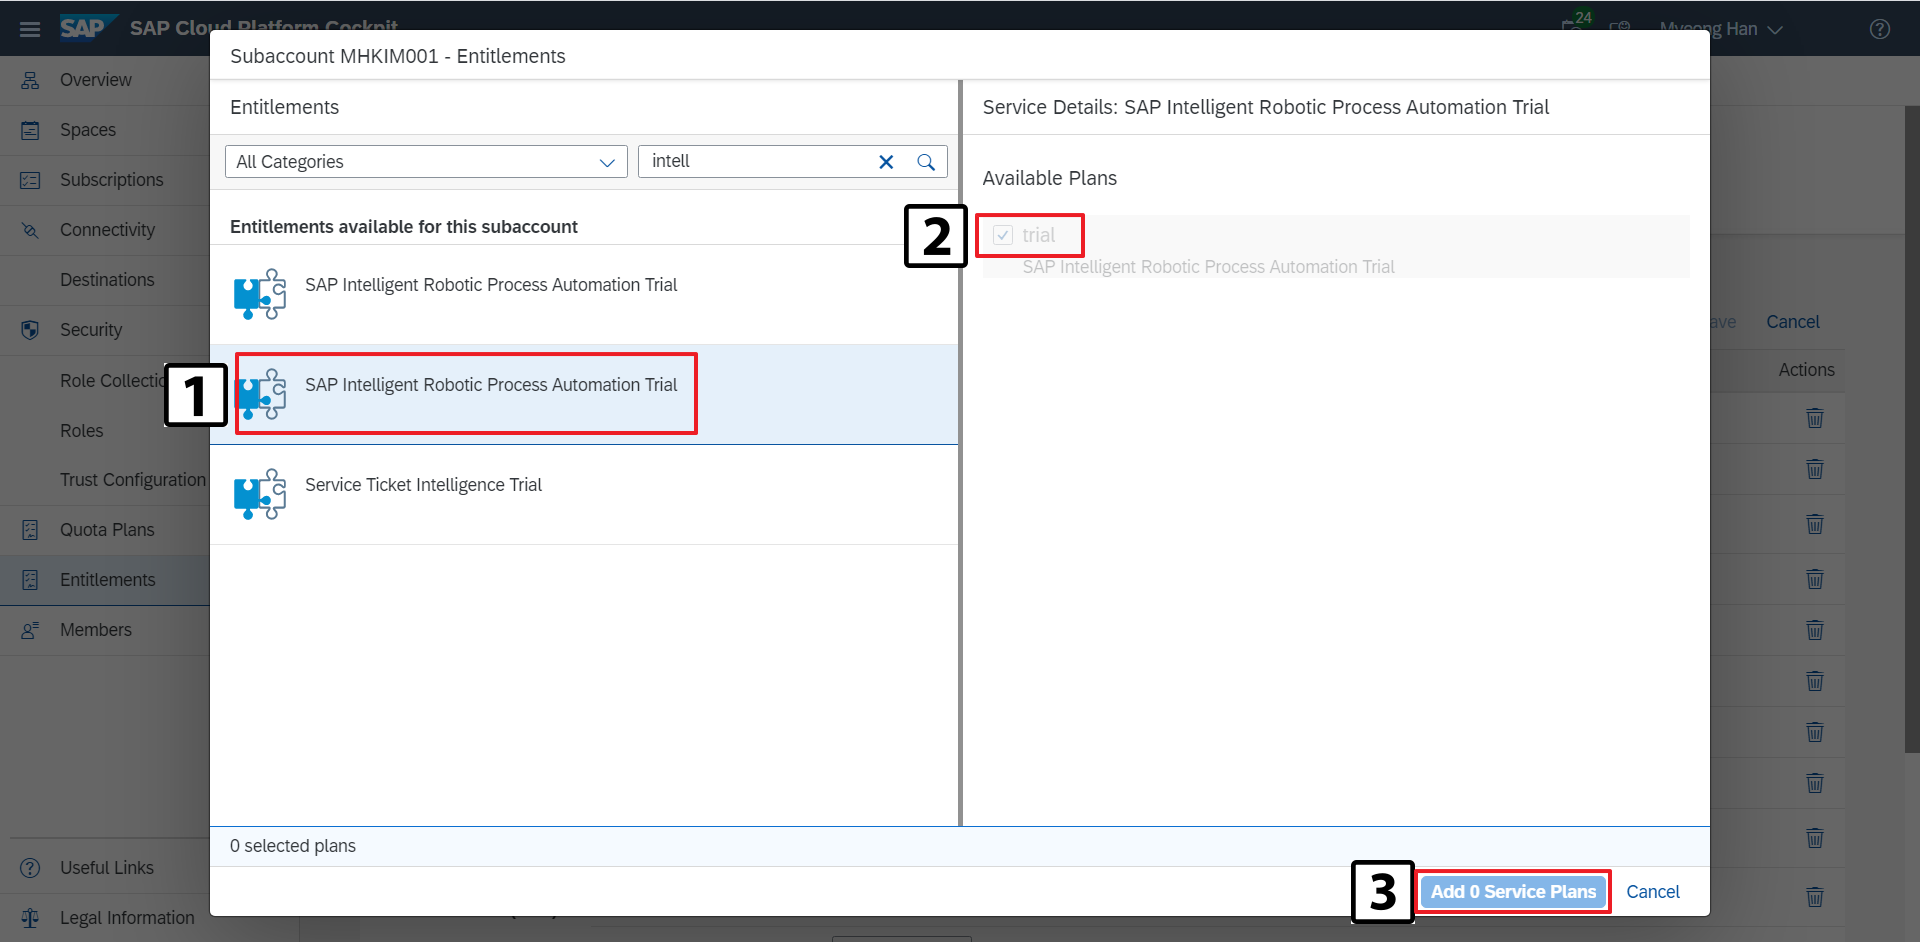 SAP
SAP Cloud Platform Cockpit
24
Myeong Han
Subaccount MHKIM001 - Entitlements
Overview
Spaces
Subscriptions
Connectivity
Destinations
Security
Role Collectio
Roles
Trust Configuration
Quota Plans
Entitlements
Members
Useful Links
Legal Information
Entitlements
All Categories
intell
Entitlements available for this subaccount
SAP Intelligent Robotic Process Automation Trial
1
SAP Intelligent Robotic Process Automation Trial
Service Ticket Intelligence Trial
Service Details: SAP Intelligent Robotic Process Automation Trial
Available Plans
2
trial
SAP Intelligent Robotic Process Automation Trial
ave
Cancel
Actions
0 selected plans
3
Add 0 Service Plans
Cancel